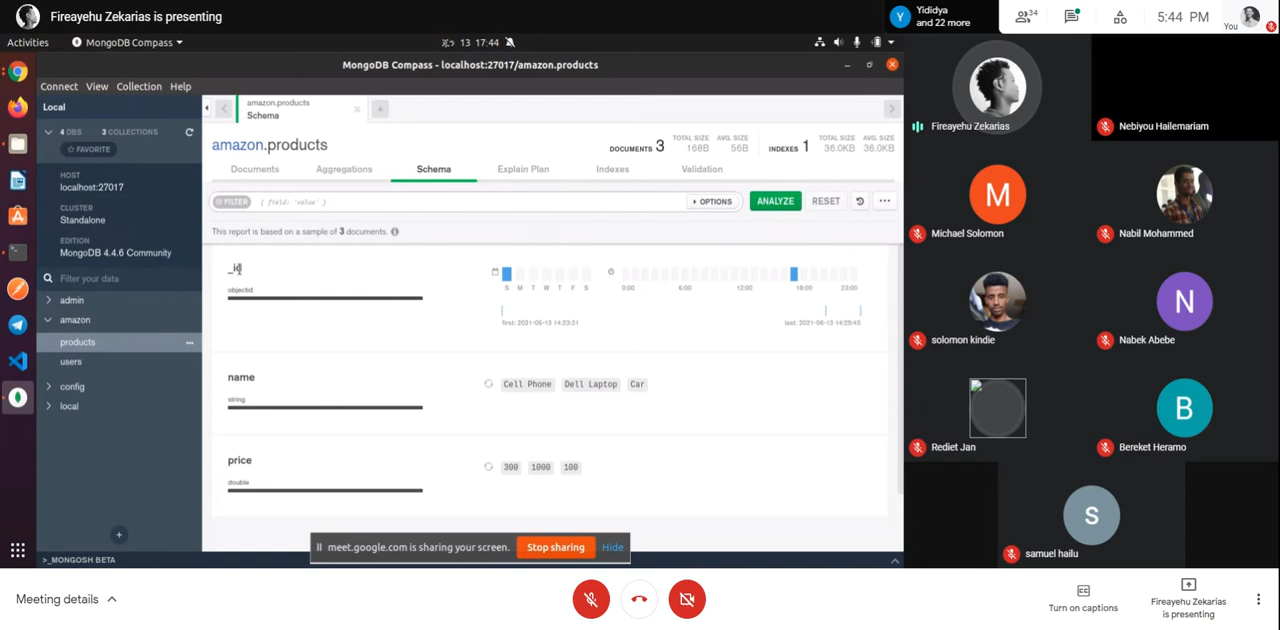 Fireayehu Zekarias is presenting
Y
Yididya
and 22 more
34
5:44 PM
You
Activities
MongoDB Compass
13 17:44
MongoDB Compass - localhost:27017/amazon.products
Connect View Collection Help
Local
4 DBS 3 COLLECTIONS
FAVORITE
HOST
localhost:27017
CLUSTER
Standalone
EDITION
MongoDB 4.4.6 Community
Filter your data
admin
amazon
products
users
config
local
>_MONGOSH BETA
amazon.products
Schema
amazon.products
DOCUMENTS 3
TOTAL SIZE
168B
AVG. SIZE
56B
INDEXES 1
TOTAL SIZE
36.0KB
AVG. SIZE
36.0KB
Documents Aggregations Schema Explain Plan Indexes Validation
FILTER { field: 'value' } OPTIONS ANALYZE RESET
This report is based on a sample of 3 documents.
_id
objectid
S M T W T F S
0:00 6:00 12:00 18:00 23:00
first: 2021-06-13 14:23:31
last: 2021-06-13 14:25:45
name
string
Cell Phone Dell Laptop Car
price
double
300 1000 100
meet.google.com is sharing your screen. Stop sharing Hide
Fireayehu Zekarias
Nebiyou Hailemariam
M
Michael Solomon
Nabil Mohammed
solomon kindie
N
Nabek Abebe
Rediet Jan
B
Bereket Heramo
S
samuel hailu
Meeting details
CC
Turn on captions
Fireayehu Zekarias
is presenting